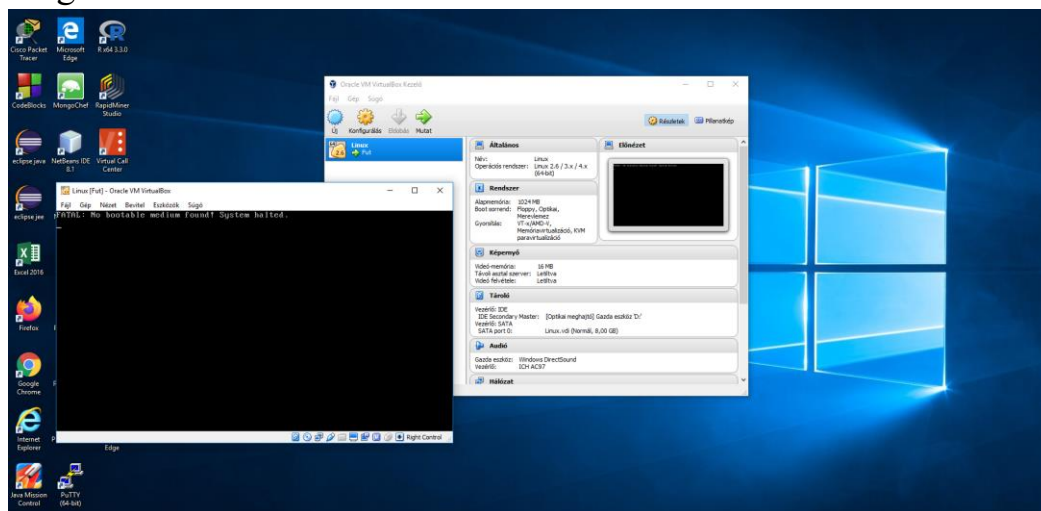 Cisco Packet Tracer
Microsoft Edge
R x64 3.3.0
CodeBlocks
MongoChef
RapidMiner Studio
eclipse java
NetBeans IDE 8.1
Virtual Call Center
eclipse jee
Excel 2016
Firefox
Google Chrome
Internet Explorer
Edge
Java Mission Control
PuTTY (64-bit)
Linux [Fut] - Oracle VM VirtualBox
Fájl Gép Nézet Bevitel Eszközök Súgó
FATAL: No bootable medium found! System halted.
Right Control
Oracle VM VirtualBox Kezelő
Fájl Gép Súgó
Új Konfigurálás Eldobás Mutat
Részletek Pillanatkép
Linux
Fut
Általános
Név: Linux
Operációs rendszer: Linux 2.6 / 3.x / 4.x
(64-bit)
Rendszer
Alapmemória: 1024 MB
Boot sorrend: Floppy, Optikai,
Merevlemez
Gyorsítás: VT-x/AMD-V,
Memóriavirtualizáció, KVM
paravirtualizáció
Előnézet
Képernyő
Videó-memória: 16 MB
Távoli asztal szerver: Letiltva
Videó felvétele: Letiltva
Tároló
Vezérlő: IDE
IDE Secondary Master: [Optikai meghajtó] Gazda eszköz 'D:'
Vezérlő: SATA
SATA port 0: Linux.vdi (Normál, 8,00 GB)
Audió
Gazda eszköz: Windows DirectSound
Vezérlő: ICH AC97
Hálózat